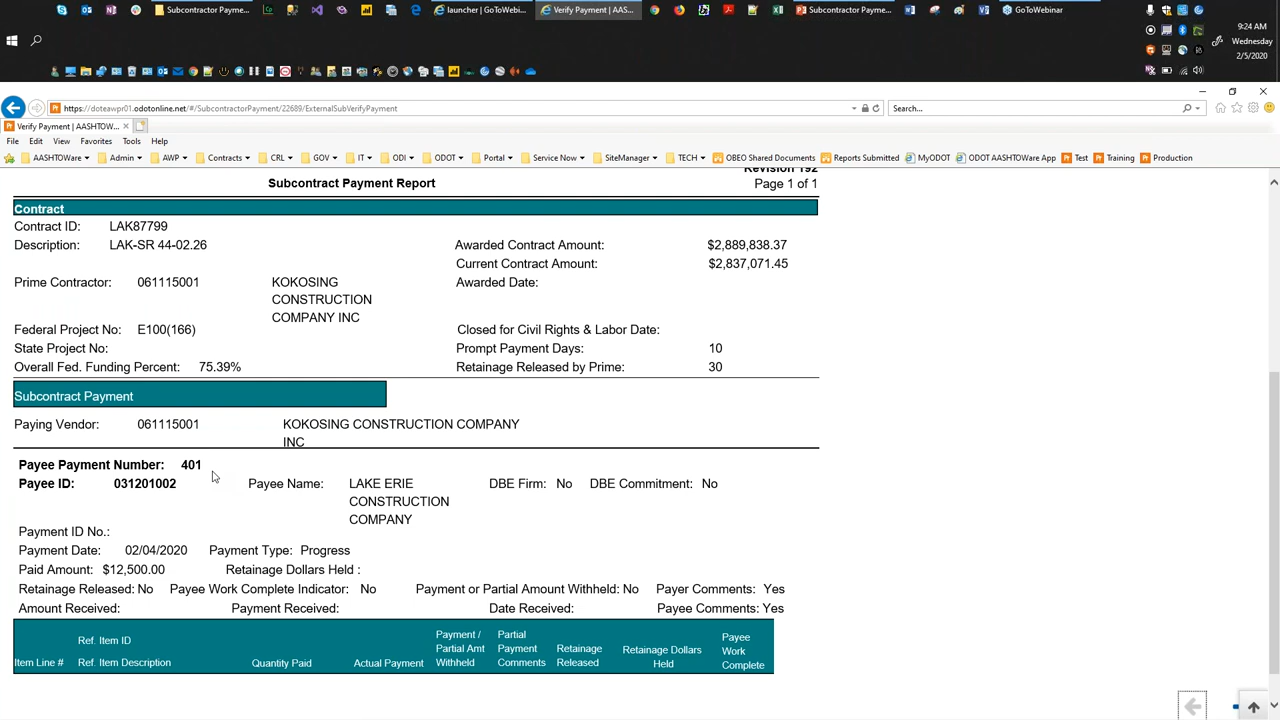 Subcontractor Payme...
launcher | GoToWebi...
Verify Payment | AAS...
Subcontractor Payme...
GoToWebinar
9:24 AM
Wednesday
2/5/2020
https://doteawpr01.odotonline.net/#/SubcontractorPayment/22689/ExternalSubVerifyPayment
Search...
Verify Payment | AASHTOW...
File Edit View Favorites Tools Help
AASHTOWare Admin AWP Contracts CRL GOV IT ODI ODOT Portal Service Now SiteManager TECH OBEO Shared Documents Reports Submitted MyODOT ODOT AASHTOWare App Test Training Production
Revision 192
Subcontract Payment Report Page 1 of 1
Contract
Contract ID: LAK87799
Description: LAK-SR 44-02.26 Awarded Contract Amount: $2,889,838.37
Current Contract Amount: $2,837,071.45
Prime Contractor: 061115001 KOKOSING Awarded Date:
CONSTRUCTION
COMPANY INC
Federal Project No: E100(166) Closed for Civil Rights & Labor Date:
State Project No: Prompt Payment Days: 10
Overall Fed. Funding Percent: 75.39% Retainage Released by Prime: 30
Subcontract Payment
Paying Vendor: 061115001 KOKOSING CONSTRUCTION COMPANY
INC
Payee Payment Number: 401
Payee ID: 031201002 Payee Name: LAKE ERIE DBE Firm: No DBE Commitment: No
CONSTRUCTION
COMPANY
Payment ID No.:
Payment Date: 02/04/2020 Payment Type: Progress
Paid Amount: $12,500.00 Retainage Dollars Held :
Retainage Released: No Payee Work Complete Indicator: No Payment or Partial Amount Withheld: No Payer Comments: Yes
Amount Received: Payment Received: Date Received: Payee Comments: Yes
Item Line #
Ref. Item ID
Ref. Item Description
Quantity Paid
Actual Payment
Payment /
Partial Amt
Withheld
Partial
Payment
Comments
Retainage
Released
Retainage Dollars
Held
Payee
Work
Complete